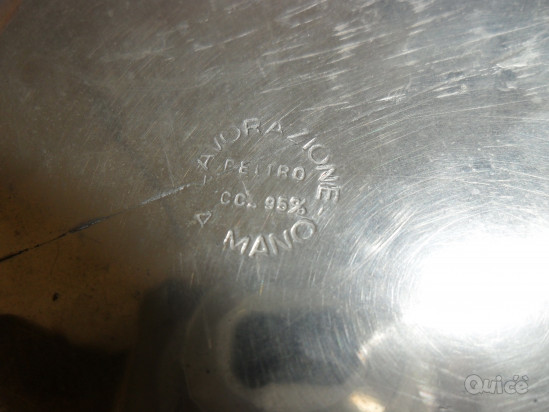 LAVORAZIONE
A MANO
PELTRO
CC. 95%
Quicè